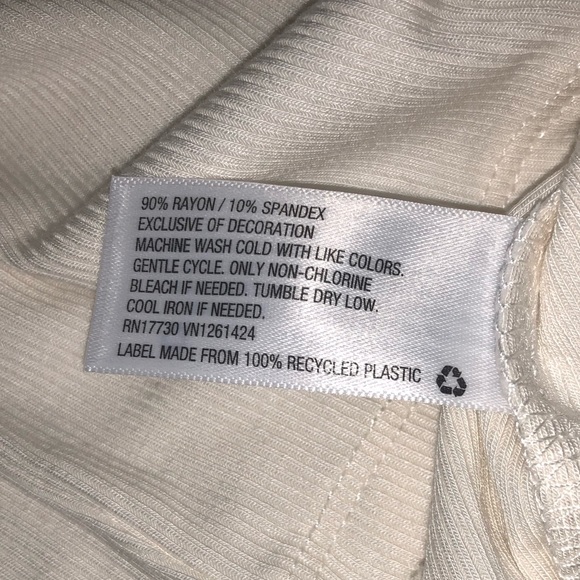 90% RAYON / 10% SPANDEX
EXCLUSIVE OF DECORATION
MACHINE WASH COLD WITH LIKE COLORS.
GENTLE CYCLE. ONLY NON-CHLORINE
BLEACH IF NEEDED. TUMBLE DRY LOW.
COOL IRON IF NEEDED.
RN17730 VN1261424
LABEL MADE FROM 100% RECYCLED PLASTIC